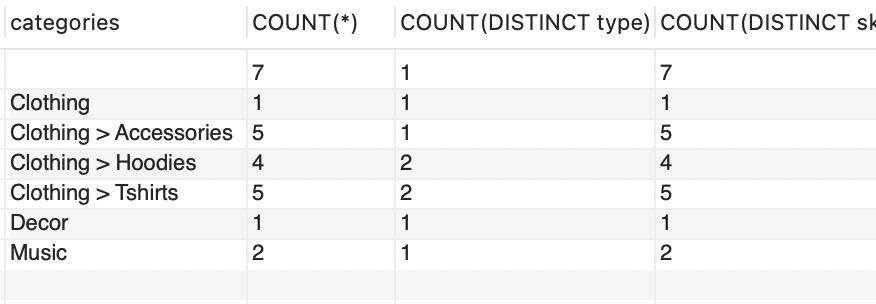 categories COUNT(*) COUNT(DISTINCT type) COUNT(DISTINCT sk
7 1 7
Clothing 1 1 1
Clothing > Accessories 5 1 5
Clothing > Hoodies 4 2 4
Clothing > Tshirts 5 2 5
Decor 1 1 1
Music 2 1 2